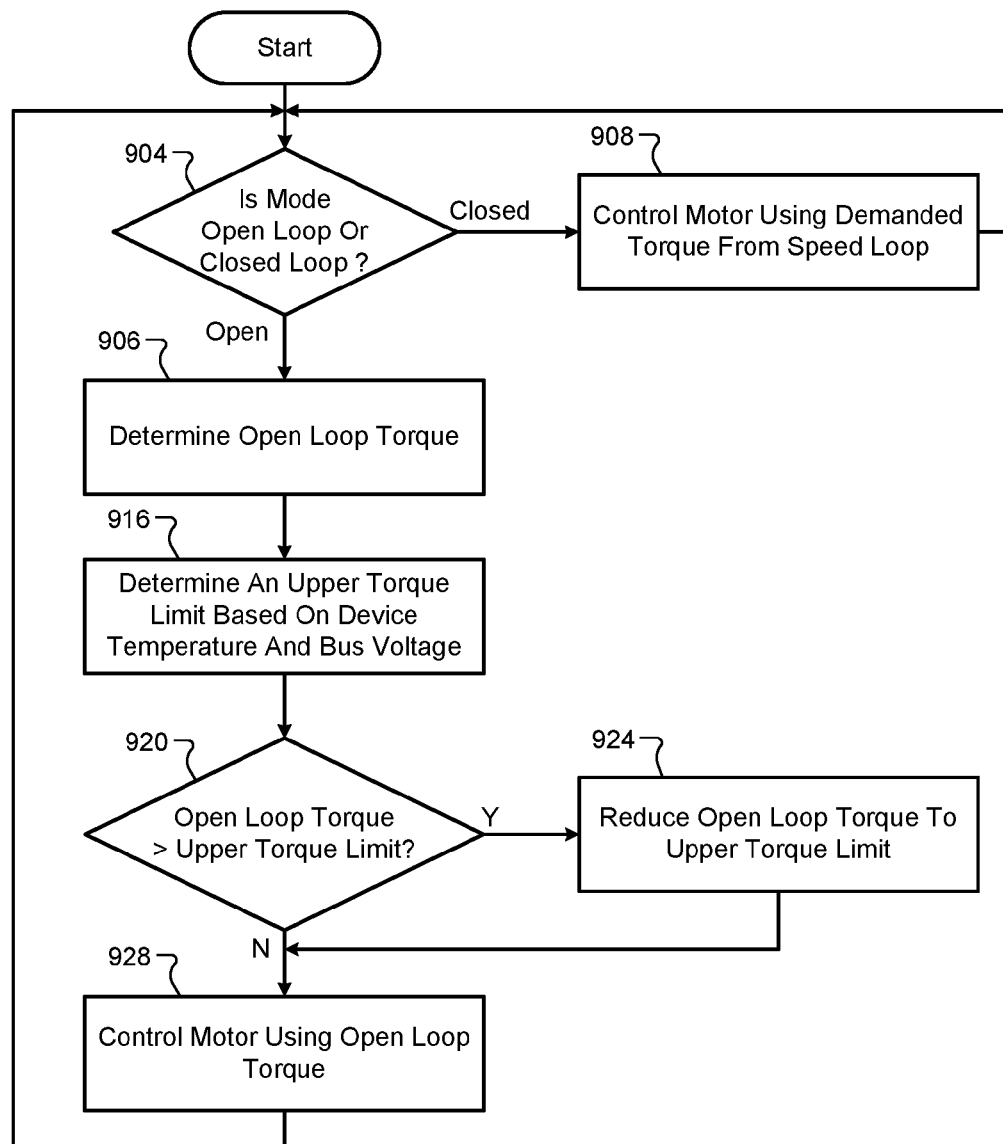 Start
904
Is Mode
Open Loop Or
Closed Loop ?
Closed
908
Control Motor Using Demanded
Torque From Speed Loop
Open
906
Determine Open Loop Torque
916
Determine An Upper Torque
Limit Based On Device
Temperature And Bus Voltage
920
Open Loop Torque
> Upper Torque Limit?
Y
924
Reduce Open Loop Torque To
Upper Torque Limit
N
928
Control Motor Using Open Loop
Torque